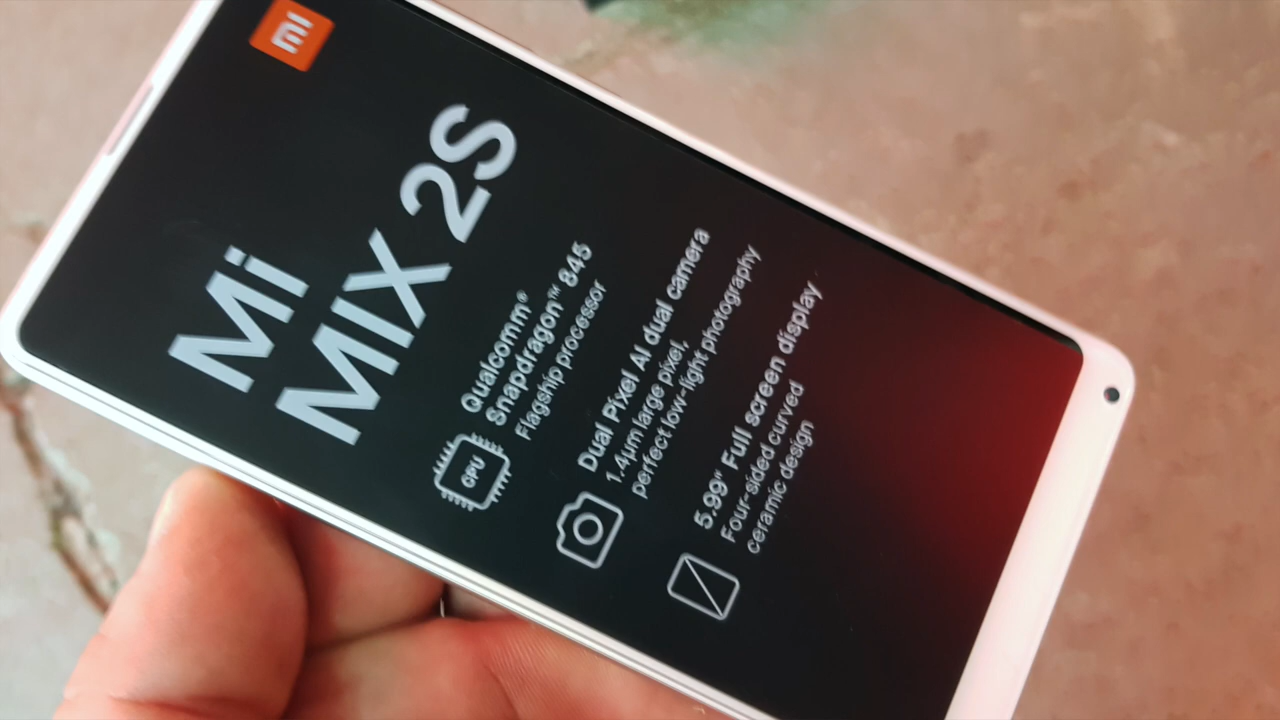 mi
Mi
MIX 2S
Qualcomm®
Snapdragon™ 845
Flagship processor
CPU
Dual Pixel AI dual camera
1.4μm large pixel,
perfect low-light photography
5.99" Full screen display
Four-sided curved
ceramic design